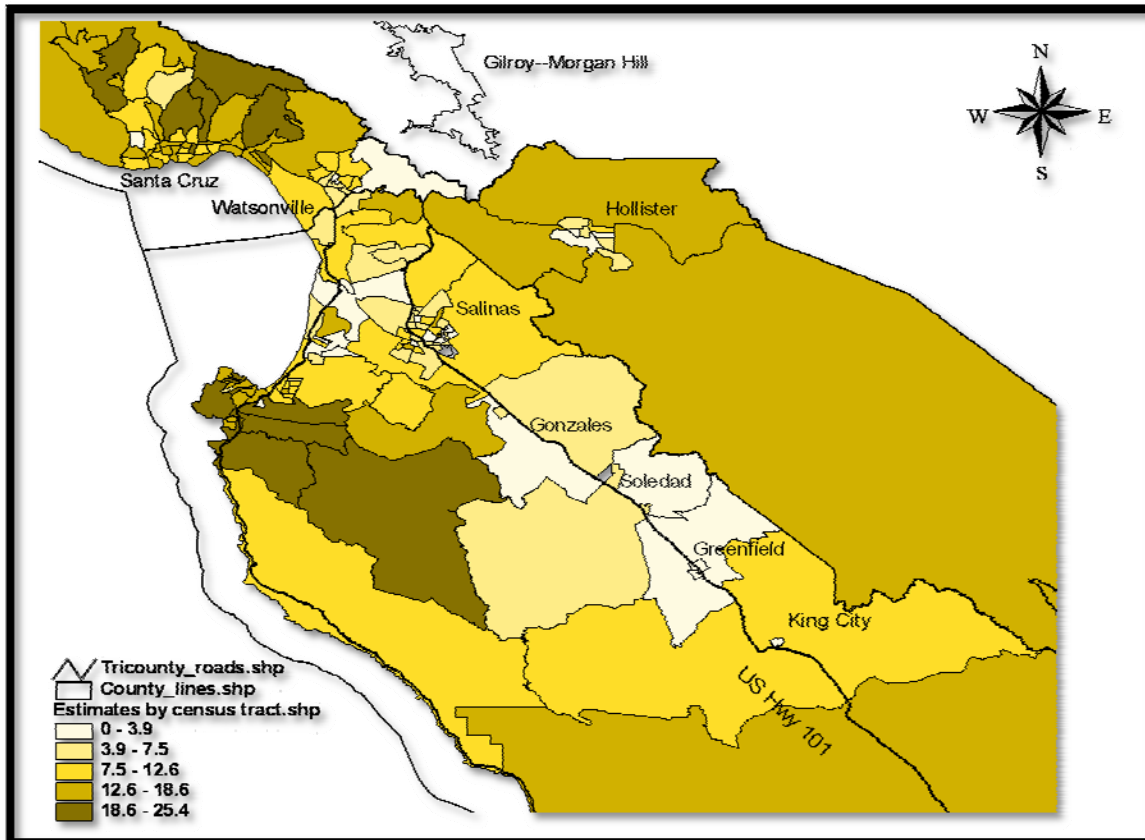 Gilroy--Morgan Hill
N
W
E
S
Santa Cruz
Watsonville
Hollister
Salinas
Gonzales
Soledad
Greenfield
King City
US Hwy 101
Tricounty_roads.shp
County_lines.shp
Estimates by census tract.shp
0 - 3.9
3.9 - 7.5
7.5 - 12.6
12.6 - 18.6
18.6 - 25.4